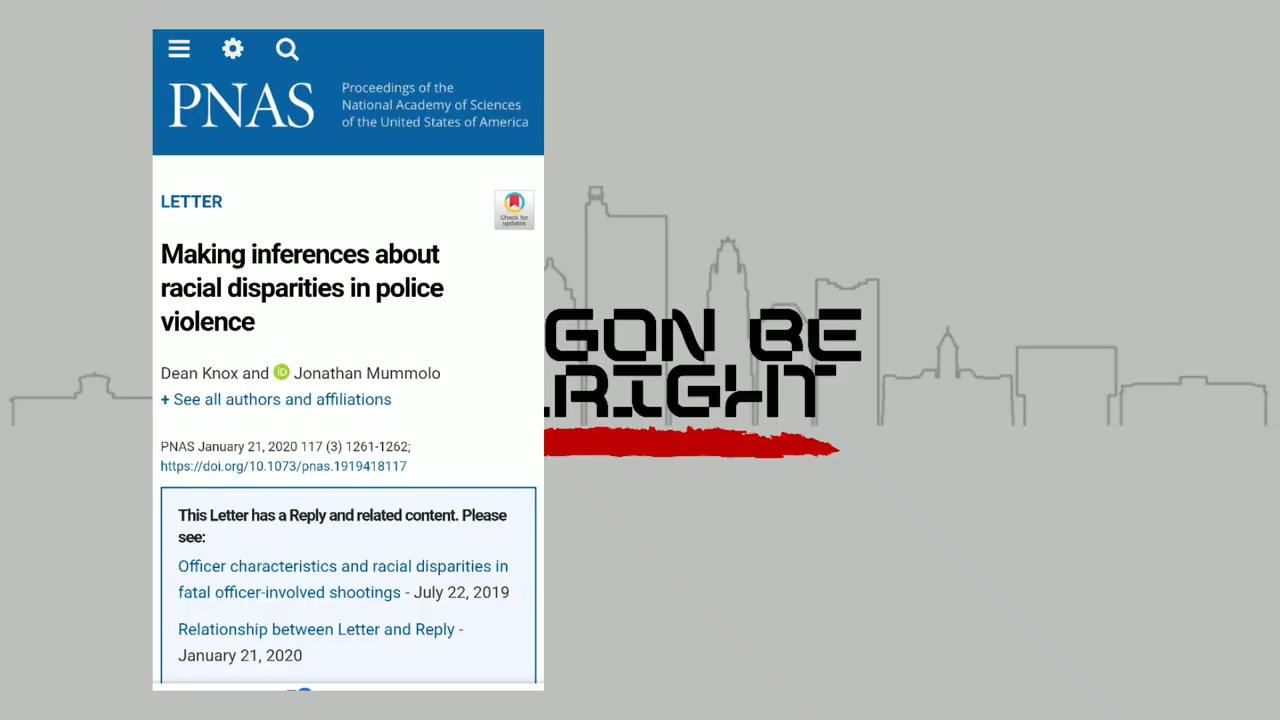 PNAS
Proceedings of the
National Academy of Sciences
of the United States of America
LETTER
Check for
updates
Making inferences about
racial disparities in police
violence
Dean Knox and iD Jonathan Mummolo
+ See all authors and affiliations
PNAS January 21, 2020 117 (3) 1261-1262;
https://doi.org/10.1073/pnas.1919418117
This Letter has a Reply and related content. Please
see:
Officer characteristics and racial disparities in
fatal officer-involved shootings - July 22, 2019
Relationship between Letter and Reply -
January 21, 2020
GON BE